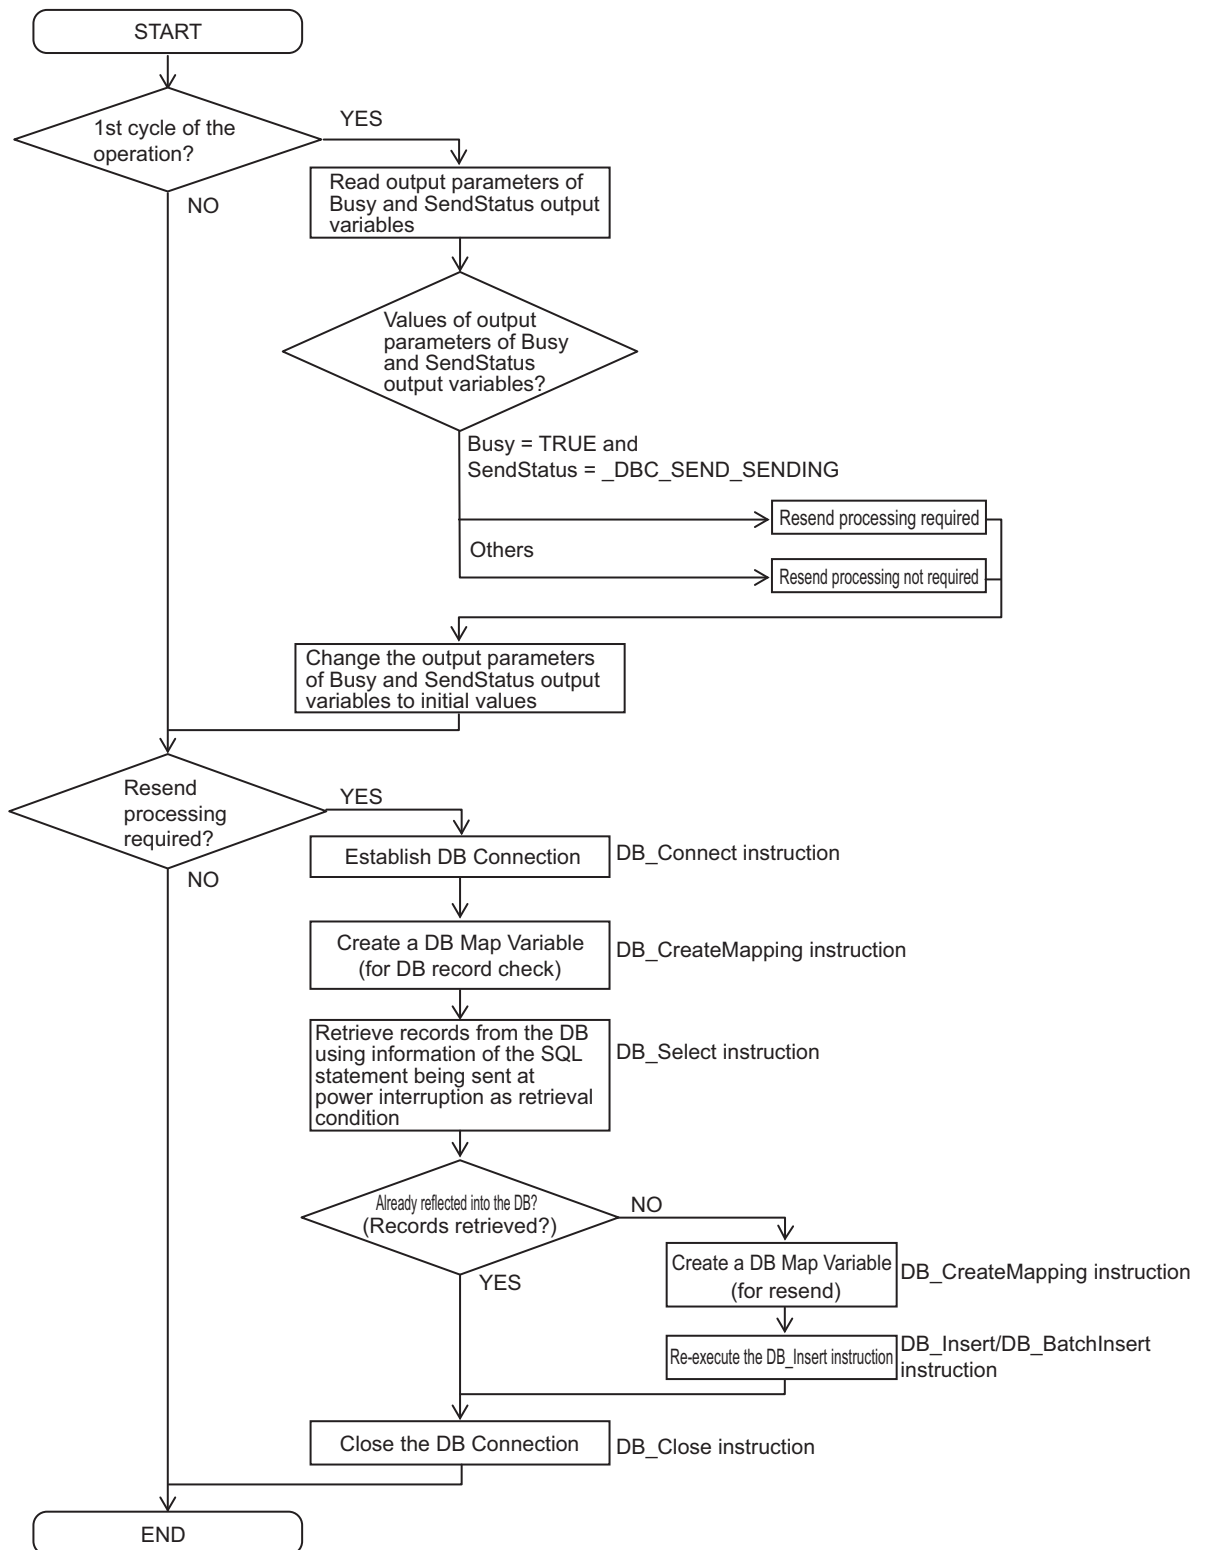 START
1st cycle of the
operation?
YES
NO
Read output parameters of
Busy and SendStatus output
variables
Values of output
parameters of Busy
and SendStatus
output variables?
Busy = TRUE and
SendStatus = _DBC_SEND_SENDING
Resend processing required
Others
Resend processing not required
Change the output parameters
of Busy and SendStatus output
variables to initial values
Resend
processing
required?
YES
NO
Establish DB Connection
DB_Connect instruction
Create a DB Map Variable
(for DB record check)
DB_CreateMapping instruction
Retrieve records from the DB
using information of the SQL
statement being sent at
power interruption as retrieval
condition
DB_Select instruction
Already reflected into the DB?
(Records retrieved?)
NO
YES
Create a DB Map Variable
(for resend)
DB_CreateMapping instruction
Re-execute the DB_Insert instruction
DB_Insert/DB_BatchInsert
instruction
Close the DB Connection
DB_Close instruction
END